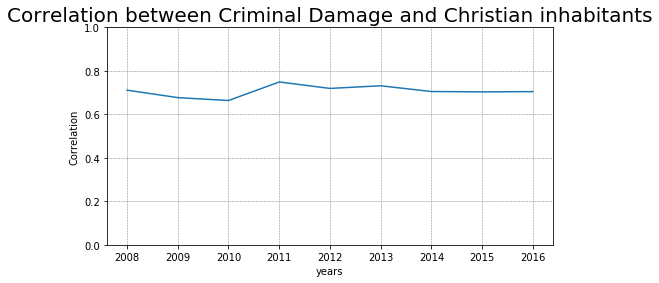 Correlation between Criminal Damage and Christian inhabitants
1.0
0.8
0.6
0.4
0.2
0.0
Correlation
2008 2009 2010 2011 2012 2013 2014 2015 2016
years